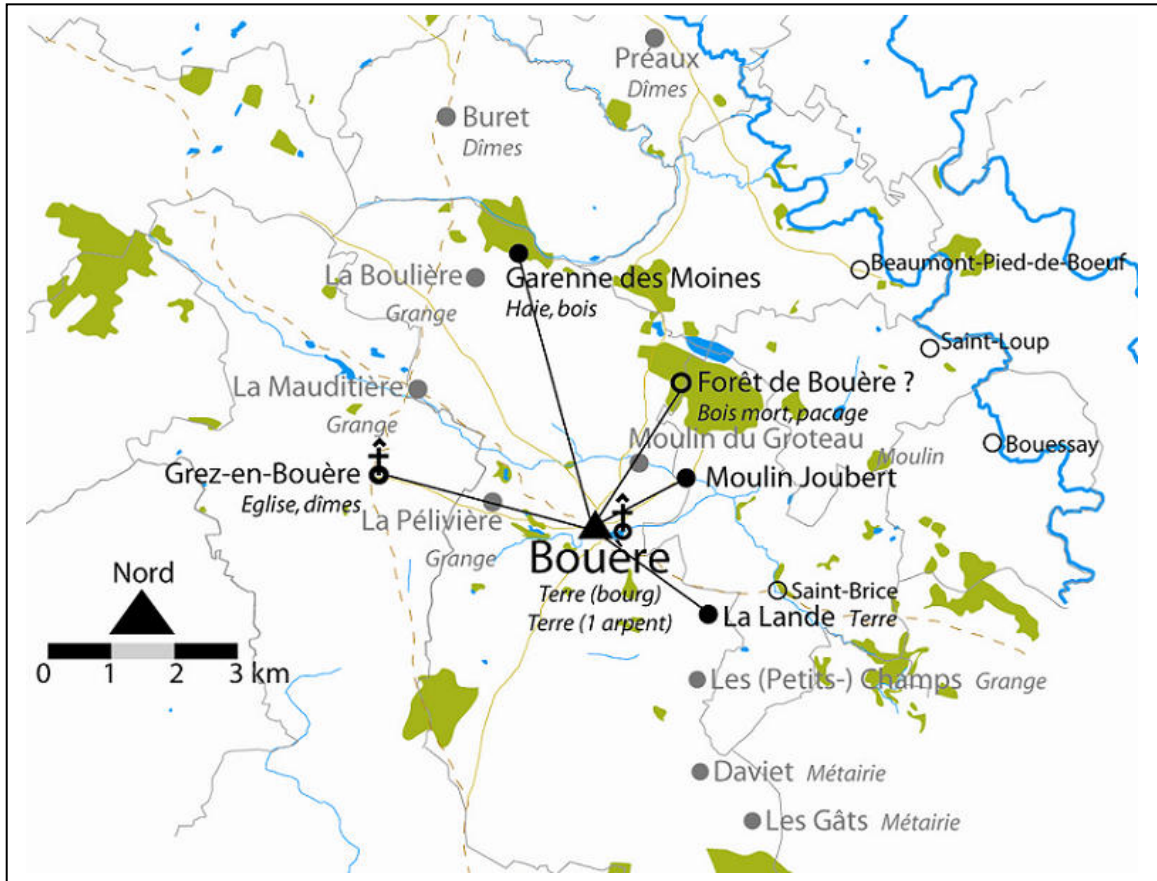 Préaux
Dîmes
Buret
Dîmes
Beaumont-Pied-de-Boeuf
La Boulière
Grange
Garenne des Moines
Haie, bois
Saint-Loup
La Mauditière
Grange
Forêt de Bouère ?
Bois mort, pacage
Moulin du Groteau
Moulin
Bouessay
Grez-en-Bouère
Eglise, dîmes
Moulin Joubert
La Pélivière
Grange
Bouère
Terre (bourg)
Terre (1 arpent)
Saint-Brice
La Lande Terre
Nord
0 1 2 3 km
Les (Petits-) Champs Grange
Daviet Métairie
Les Gâts Métairie